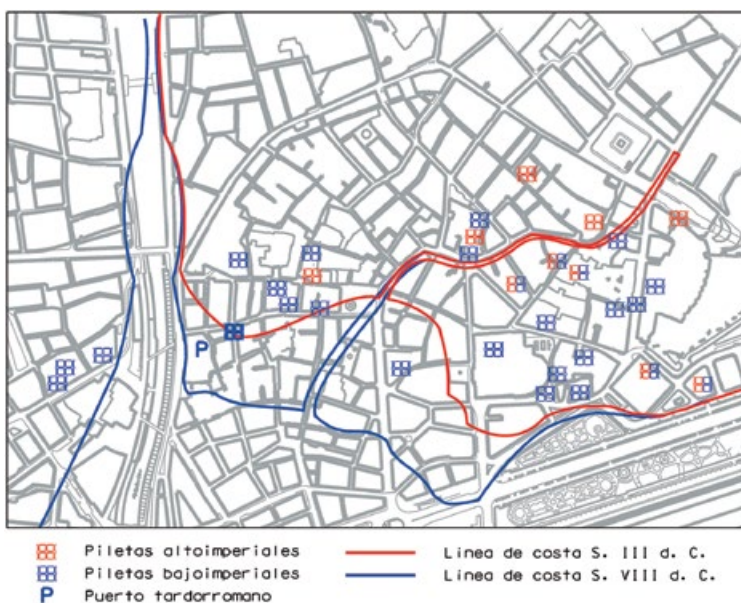 P
Piletas altoimperiales
Piletas bajoimperiales
Puerto tardorromano
P
Linea de costa S. III d. C.
Linea de costa S. VIII d. C.